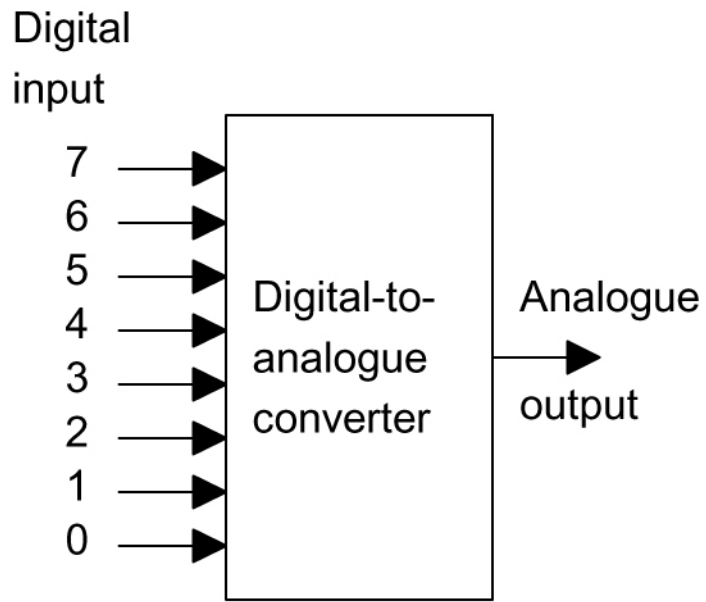 Digital
input
7
6
5
4
3
2
1
0
Digital-to-
analogue
converter
Analogue
output